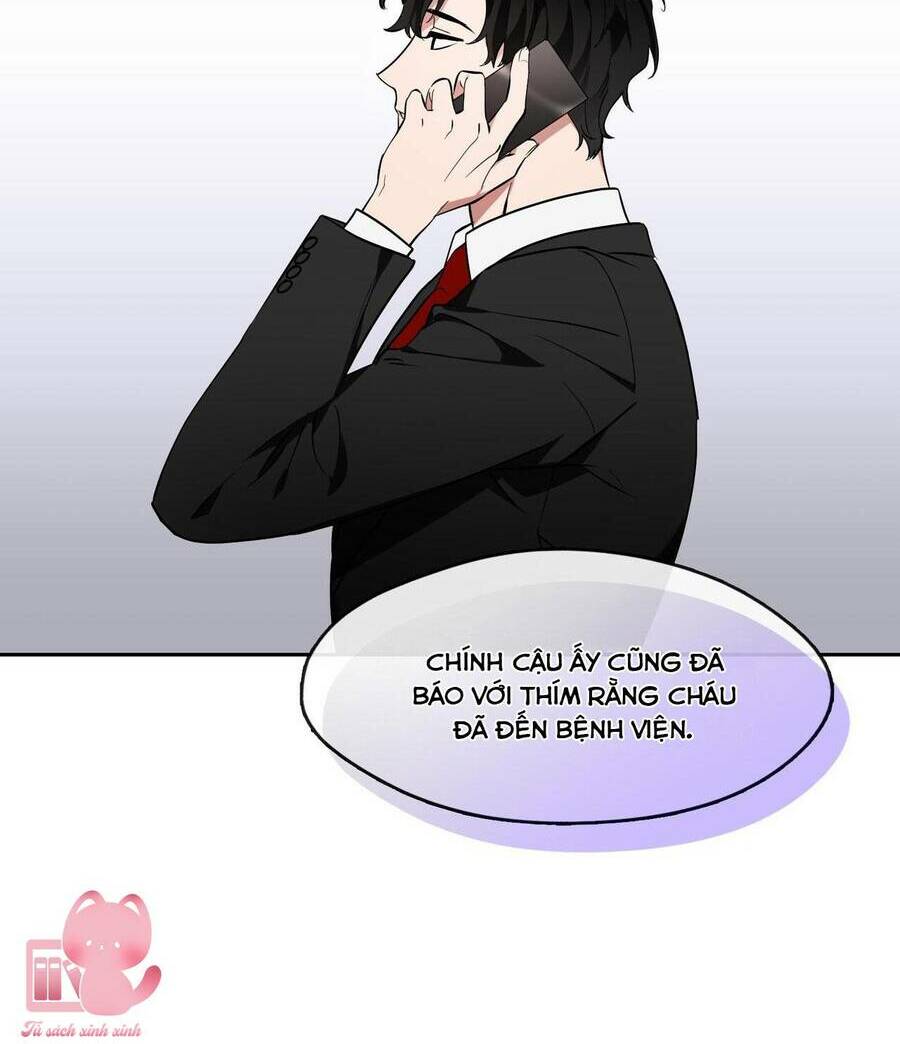 CHÍNH CẬU ẤY CŨNG ĐÃ
BÁO VỚI THÍM RẰNG CHÁU
ĐÃ ĐẾN BỆNH VIỆN.
Tủ sách xinh xinh